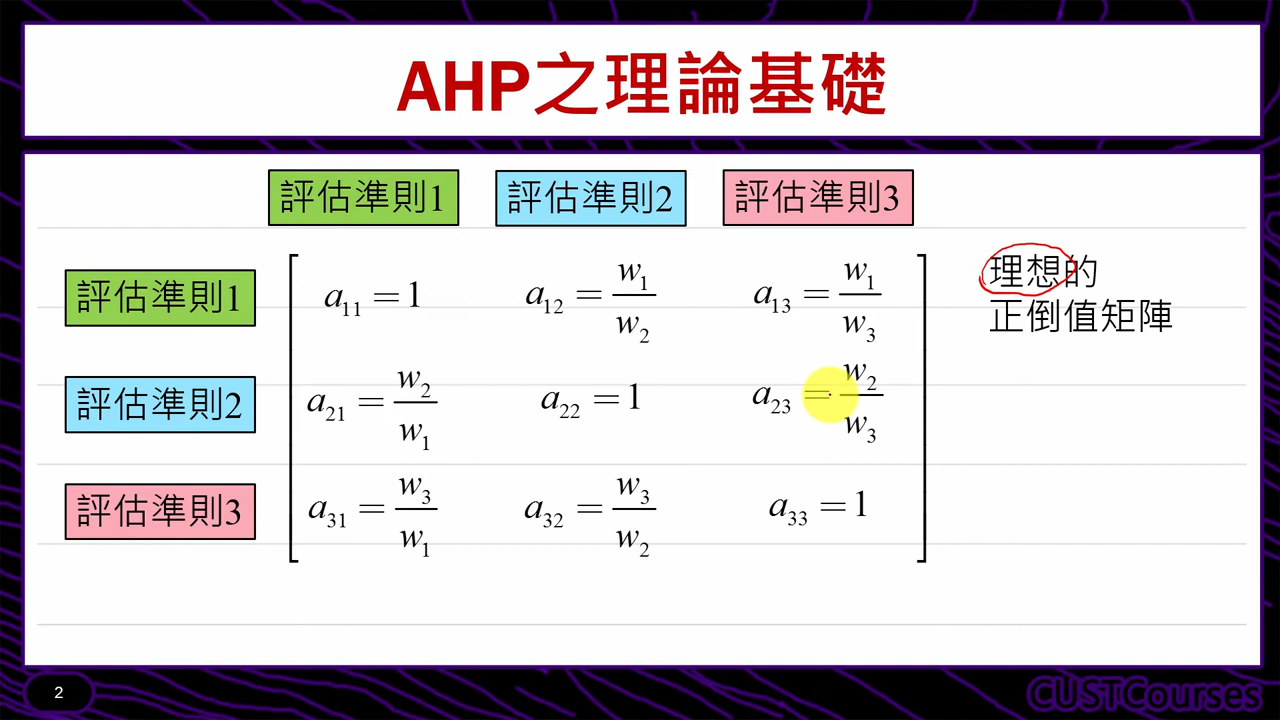 AHP之理論基礎
評估準則1 評估準則2 評估準則3
評估準則1 a₁₁ = 1 a₁₂ = w₁/w₂ a₁₃ = w₁/w₃
理想的
正倒值矩陣
評估準則2 a₂₁ = w₂/w₁ a₂₂ = 1 a₂₃ = w₂/w₃
評估準則3 a₃₁ = w₃/w₁ a₃₂ = w₃/w₂ a₃₃ = 1
2
CUSTCourses